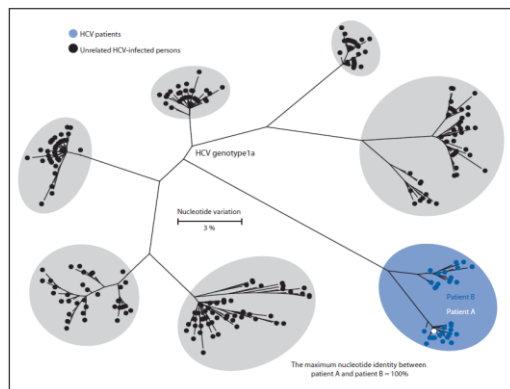 HCV patients
Unrelated HCV-infected persons
HCV genotype1a
Nucleotide variation
3 %
Patient B
Patient A
The maximum nucleotide identity between
patient A and patient B = 100%